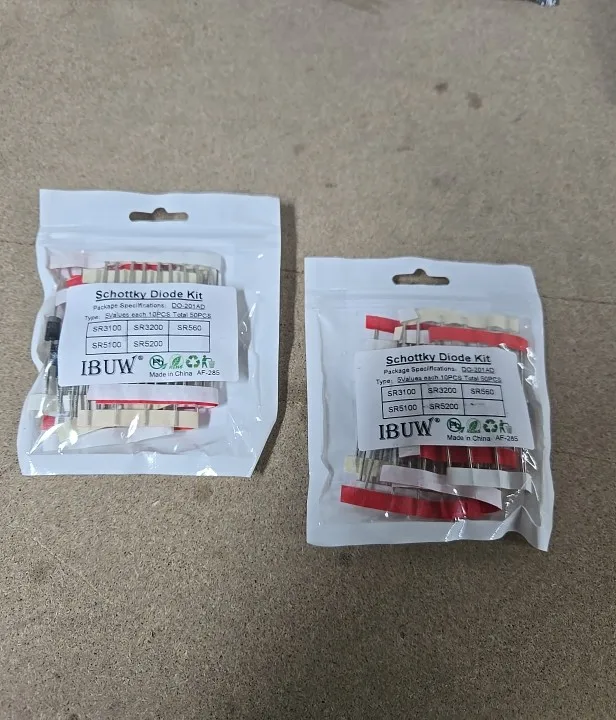 Schottky Diode Kit
Package Specifications: DO-201AD
Type: 5Values each 10PCS Total 50PCS
SR3100 SR3200 SR560
SR5100 SR5200
IBUW®
Made in China AF-285
Schottky Diode Kit
Package Specifications: DO-201AD
Type: 5Values each 10PCS Total 50PCS
SR3100 SR3200 SR560
SR5100 SR5200
IBUW®
Made in China AF-285